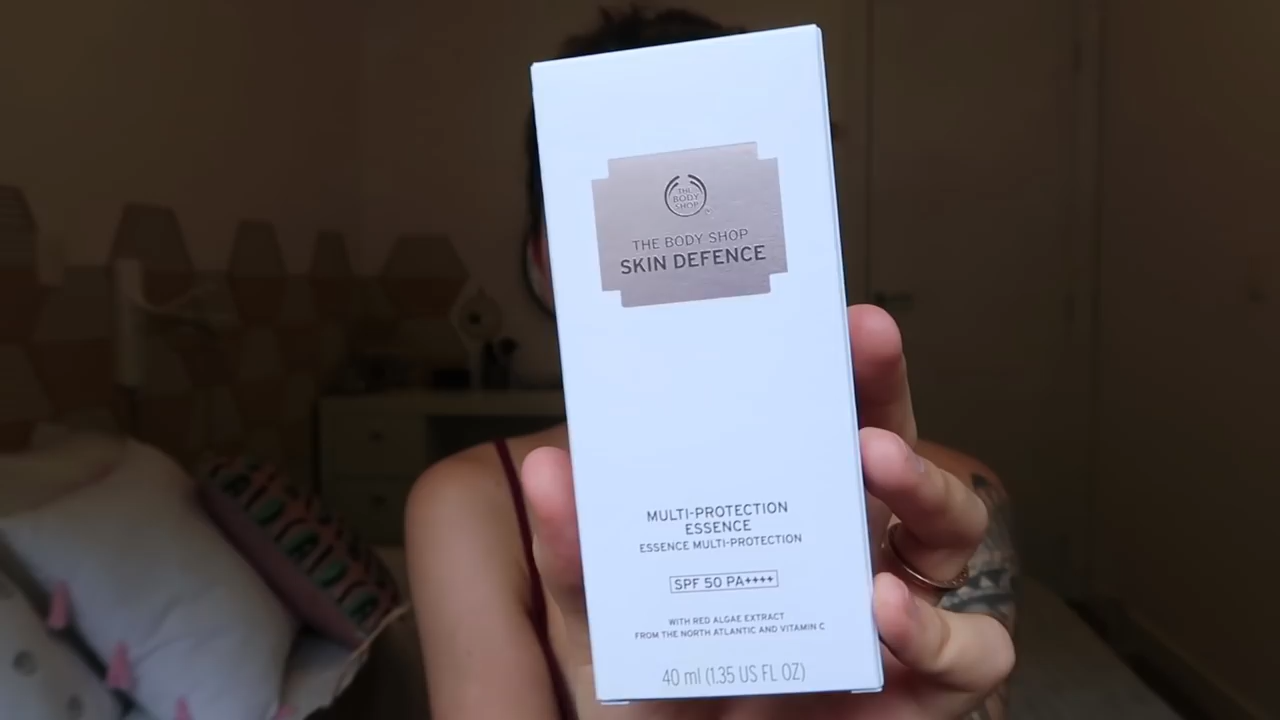 THE
BODY
SHOP
THE BODY SHOP
SKIN DEFENCE
MULTI-PROTECTION
ESSENCE
ESSENCE MULTI-PROTECTION
SPF 50 PA++++
WITH RED ALGAE EXTRACT
FROM THE NORTH ATLANTIC AND VITAMIN C
40 ml (1.35 US FL OZ)